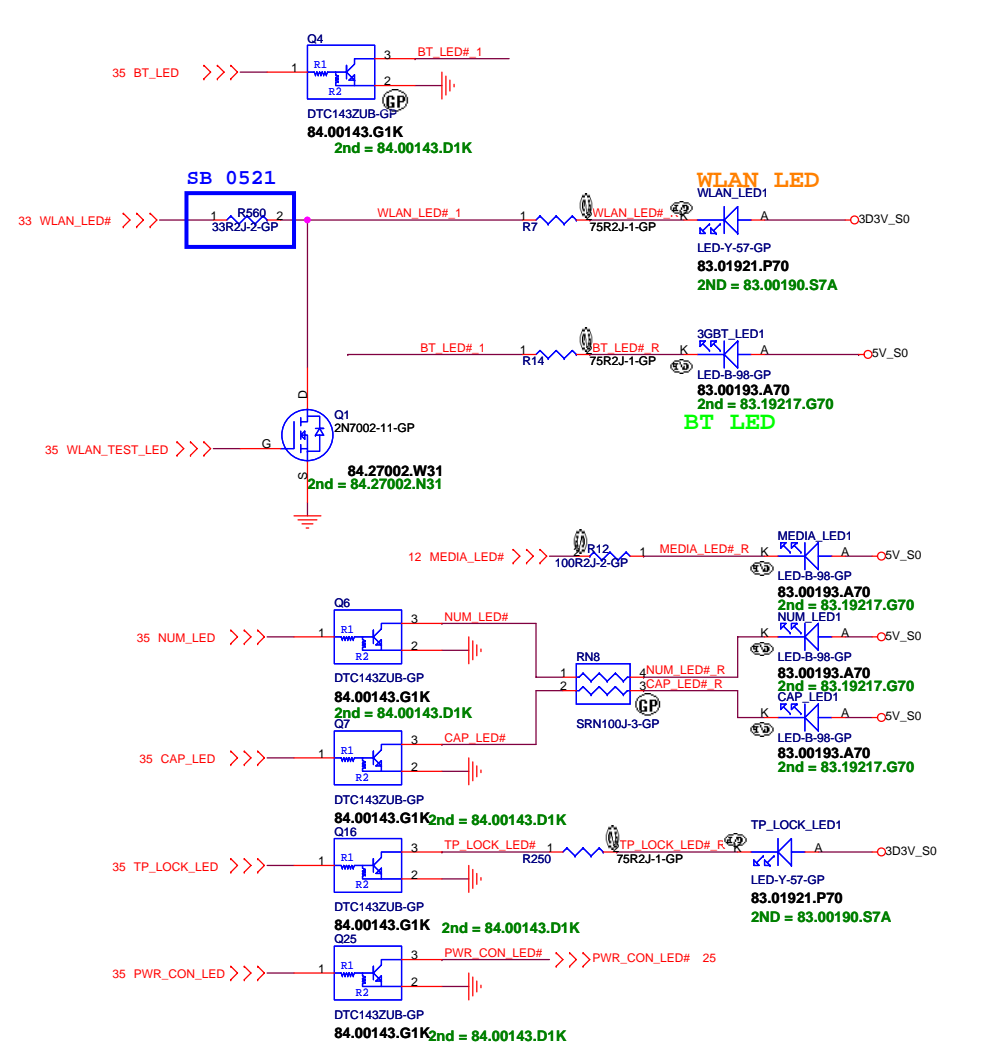 Q4
35 BT_LED
1
R1
R2
3
BT_LED#_1
2
GP
DTC143ZUB-GP
84.00143.G1K
2nd = 84.00143.D1K
SB 0521
33 WLAN_LED#
1
R560
2
33R2J-2-GP
WLAN_LED#_1
1
R7
WLAN_LED#_
75R2J-1-GP
WLAN LED
WLAN_LED1
K
A
3D3V_S0
LED-Y-57-GP
83.01921.P70
2ND = 83.00190.S7A
BT_LED#_1
1
R14
BT_LED#_R
75R2J-1-GP
3GBT_LED1
K
A
5V_S0
LED-B-98-GP
83.00193.A70
2nd = 83.19217.G70
BT LED
D
Q1
2N7002-11-GP
35 WLAN_TEST_LED
G
S
84.27002.W31
2nd = 84.27002.N31
12 MEDIA_LED#
R12
100R2J-2-GP
1
MEDIA_LED#_R
MEDIA_LED1
K
A
5V_S0
LED-B-98-GP
83.00193.A70
2nd = 83.19217.G70
Q6
35 NUM_LED
1
R1
R2
3
NUM_LED#
2
DTC143ZUB-GP
84.00143.G1K
2nd = 84.00143.D1K
RN8
1
2
4
NUM_LED#_R
3
CAP_LED#_R
GP
SRN100J-3-GP
NUM_LED1
K
A
5V_S0
LED-B-98-GP
83.00193.A70
2nd = 83.19217.G70
CAP_LED1
K
A
5V_S0
LED-B-98-GP
83.00193.A70
2nd = 83.19217.G70
Q7
35 CAP_LED
1
R1
R2
3
CAP_LED#
2
DTC143ZUB-GP
84.00143.G1K
2nd = 84.00143.D1K
Q16
35 TP_LOCK_LED
1
R1
R2
3
TP_LOCK_LED#
2
1
R250
TP_LOCK_LED#_R
75R2J-1-GP
TP_LOCK_LED1
K
A
3D3V_S0
LED-Y-57-GP
83.01921.P70
2ND = 83.00190.S7A
DTC143ZUB-GP
84.00143.G1K
2nd = 84.00143.D1K
Q25
35 PWR_CON_LED
1
R1
R2
3
PWR_CON_LED#
2
PWR_CON_LED# 25
DTC143ZUB-GP
84.00143.G1K
2nd = 84.00143.D1K